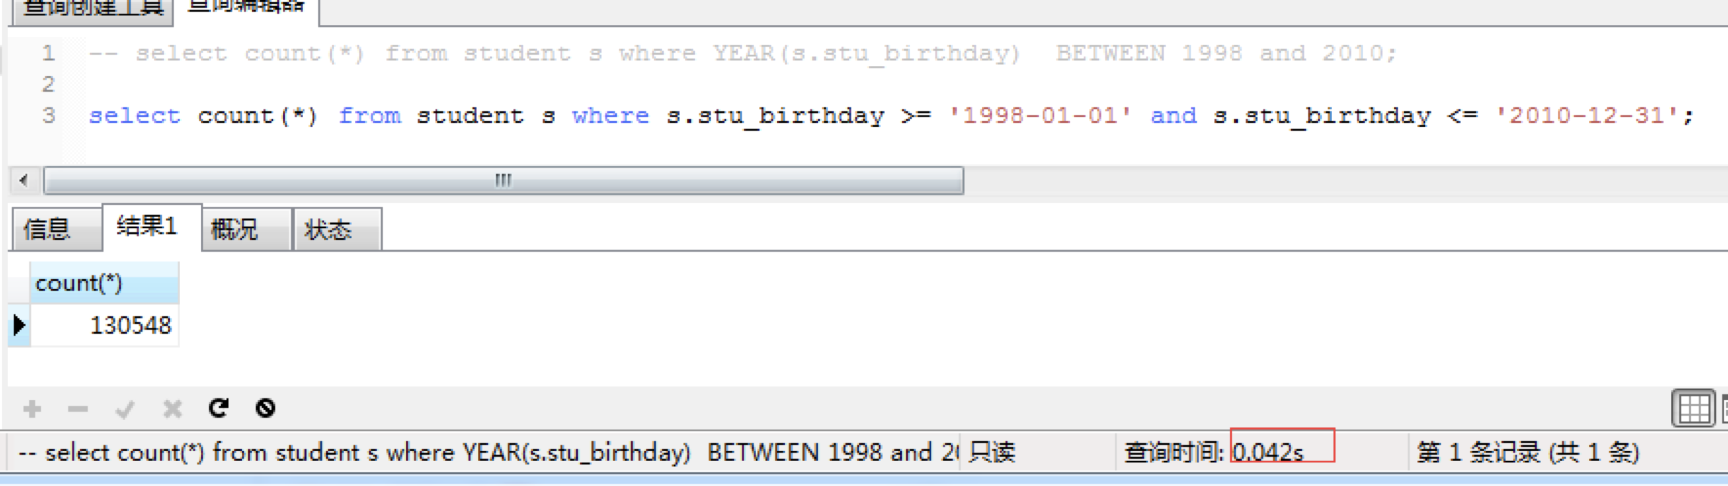 查询创建工具 查询编辑器
1 -- select count(*) from student s where YEAR(s.stu_birthday)  BETWEEN 1998 and 2010;
2
3 select count(*) from student s where s.stu_birthday >= '1998-01-01' and s.stu_birthday <= '2010-12-31';
信息 结果1 概况 状态
count(*)
130548
-- select count(*) from student s where YEAR(s.stu_birthday)  BETWEEN 1998 and 2 只读 查询时间: 0.042s 第 1 条记录 (共 1 条)